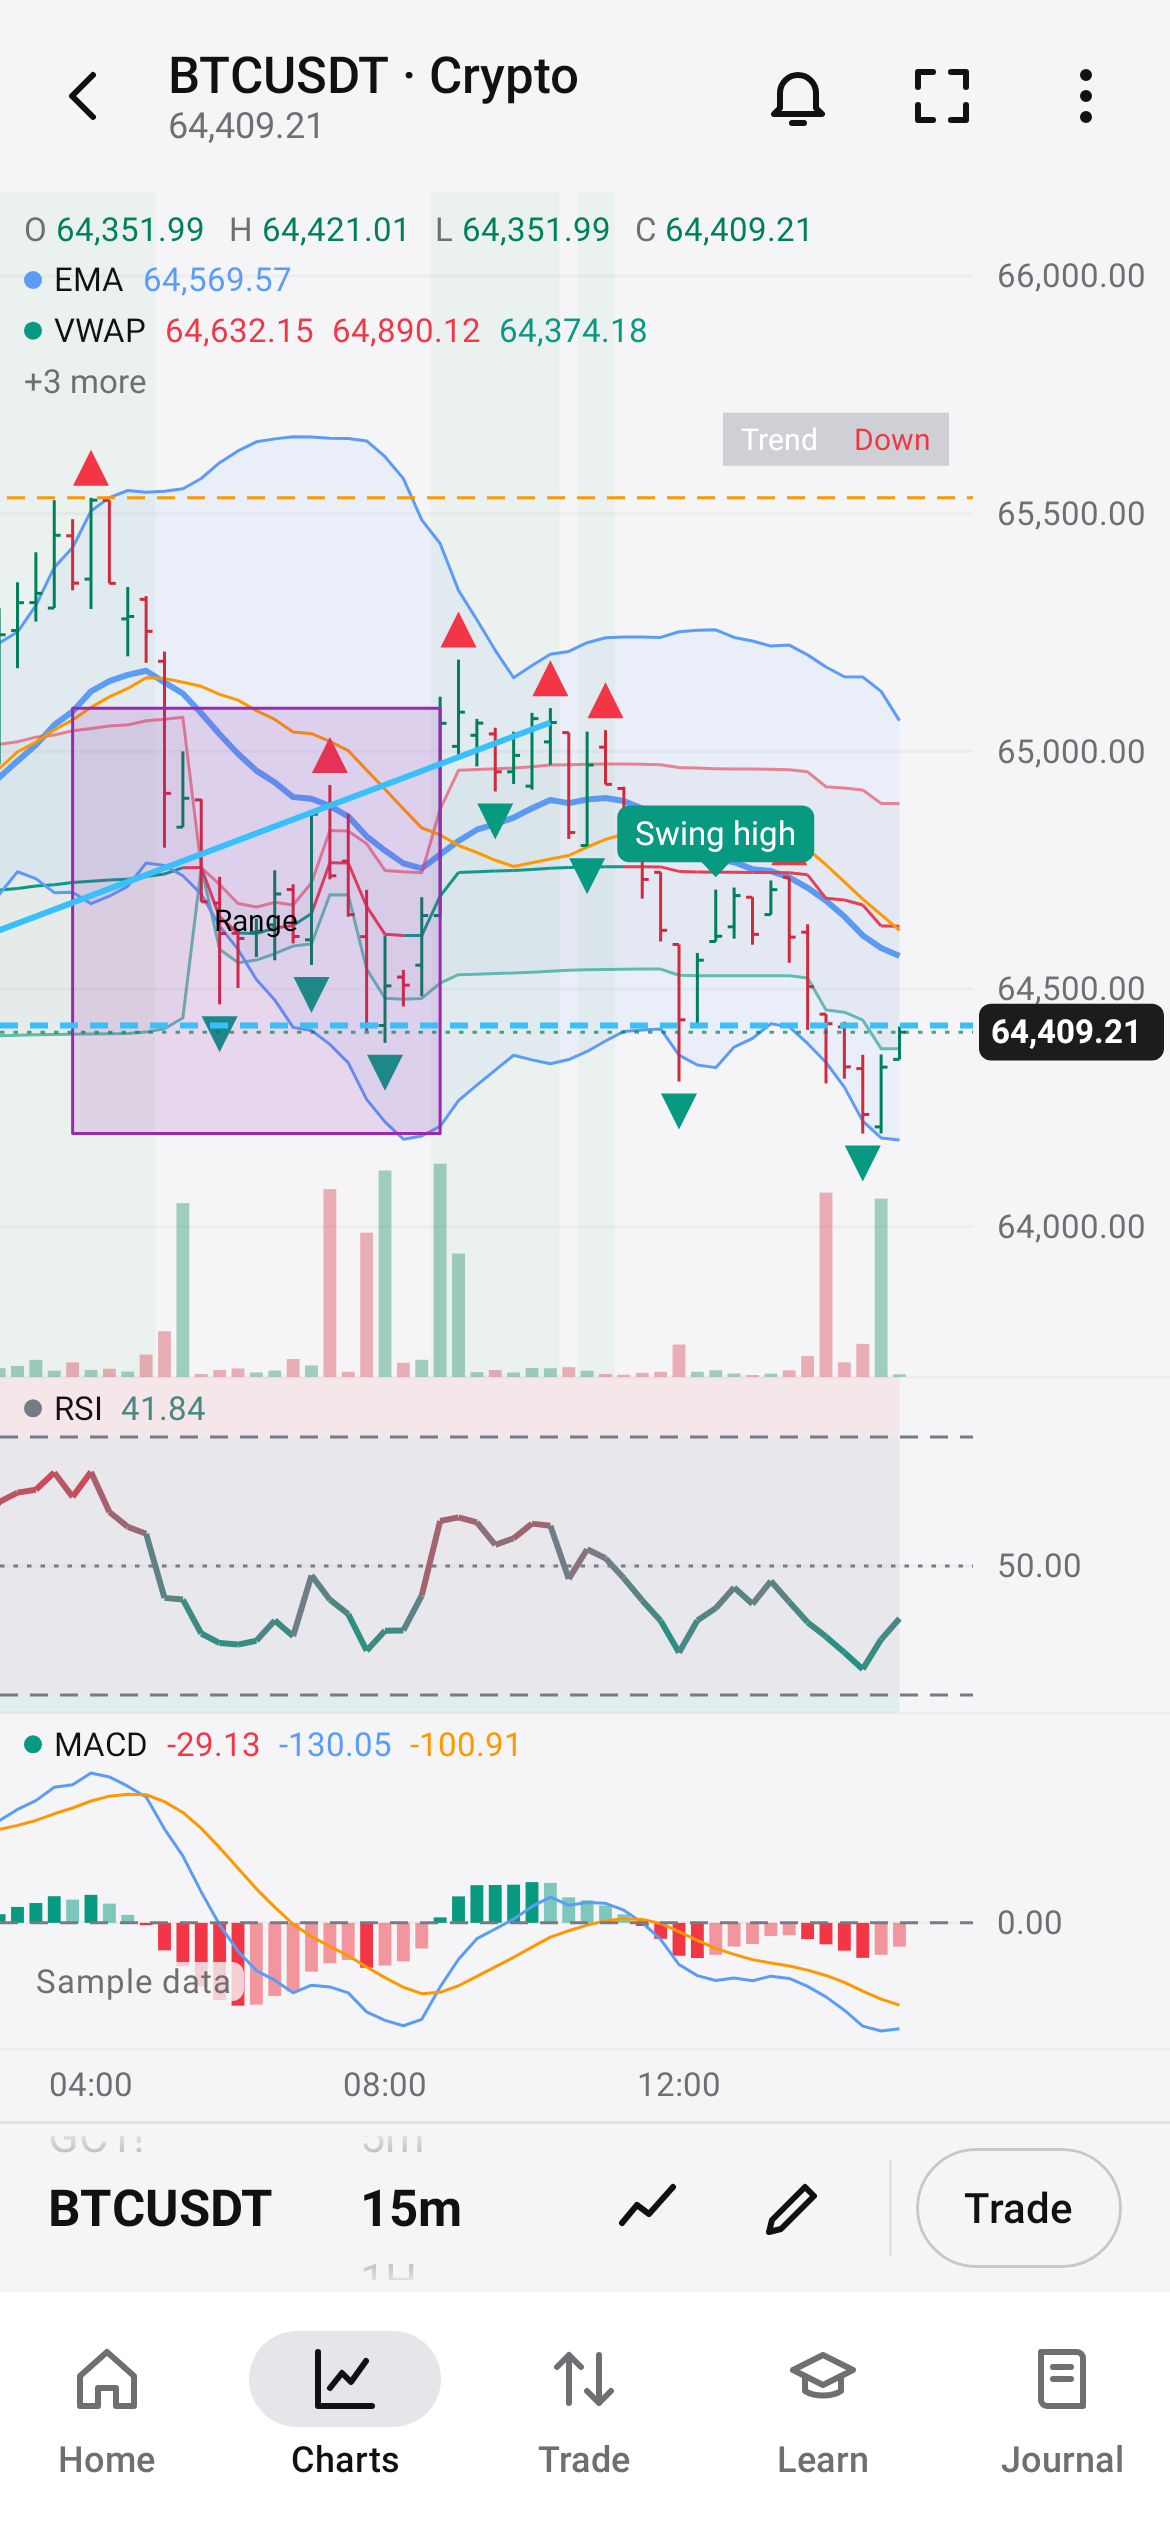 BTCUSDT · Crypto
64,409.21
O 64,351.99 H 64,421.01 L 64,351.99 C 64,409.21
EMA 64,569.57
VWAP 64,632.15 64,890.12 64,374.18
+3 more
66,000.00
Trend Down
65,500.00
65,000.00
Swing high
Range
64,500.00
64,409.21
64,000.00
RSI 41.84
50.00
MACD -29.13 -130.05 -100.91
0.00
Sample data
04:00 08:00 12:00
BTCUSDT 15m Trade
1H
Home Charts Trade Learn Journal